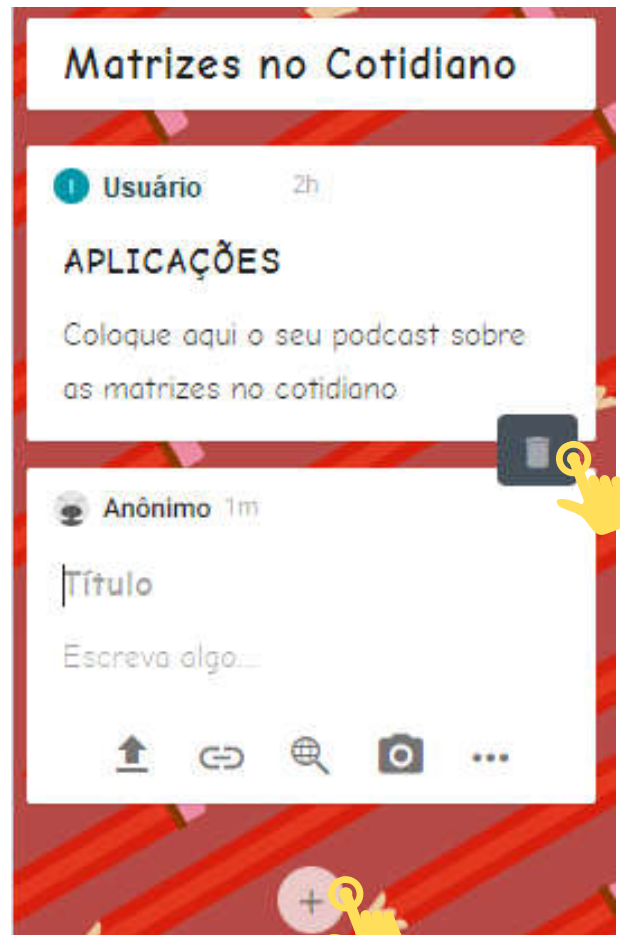 Matrizes no Cotidiano
Usuário 2h
APLICAÇÕES
Coloque aqui o seu podcast sobre
as matrizes no cotidiano
Anônimo 1m
Título
Escreva algo...